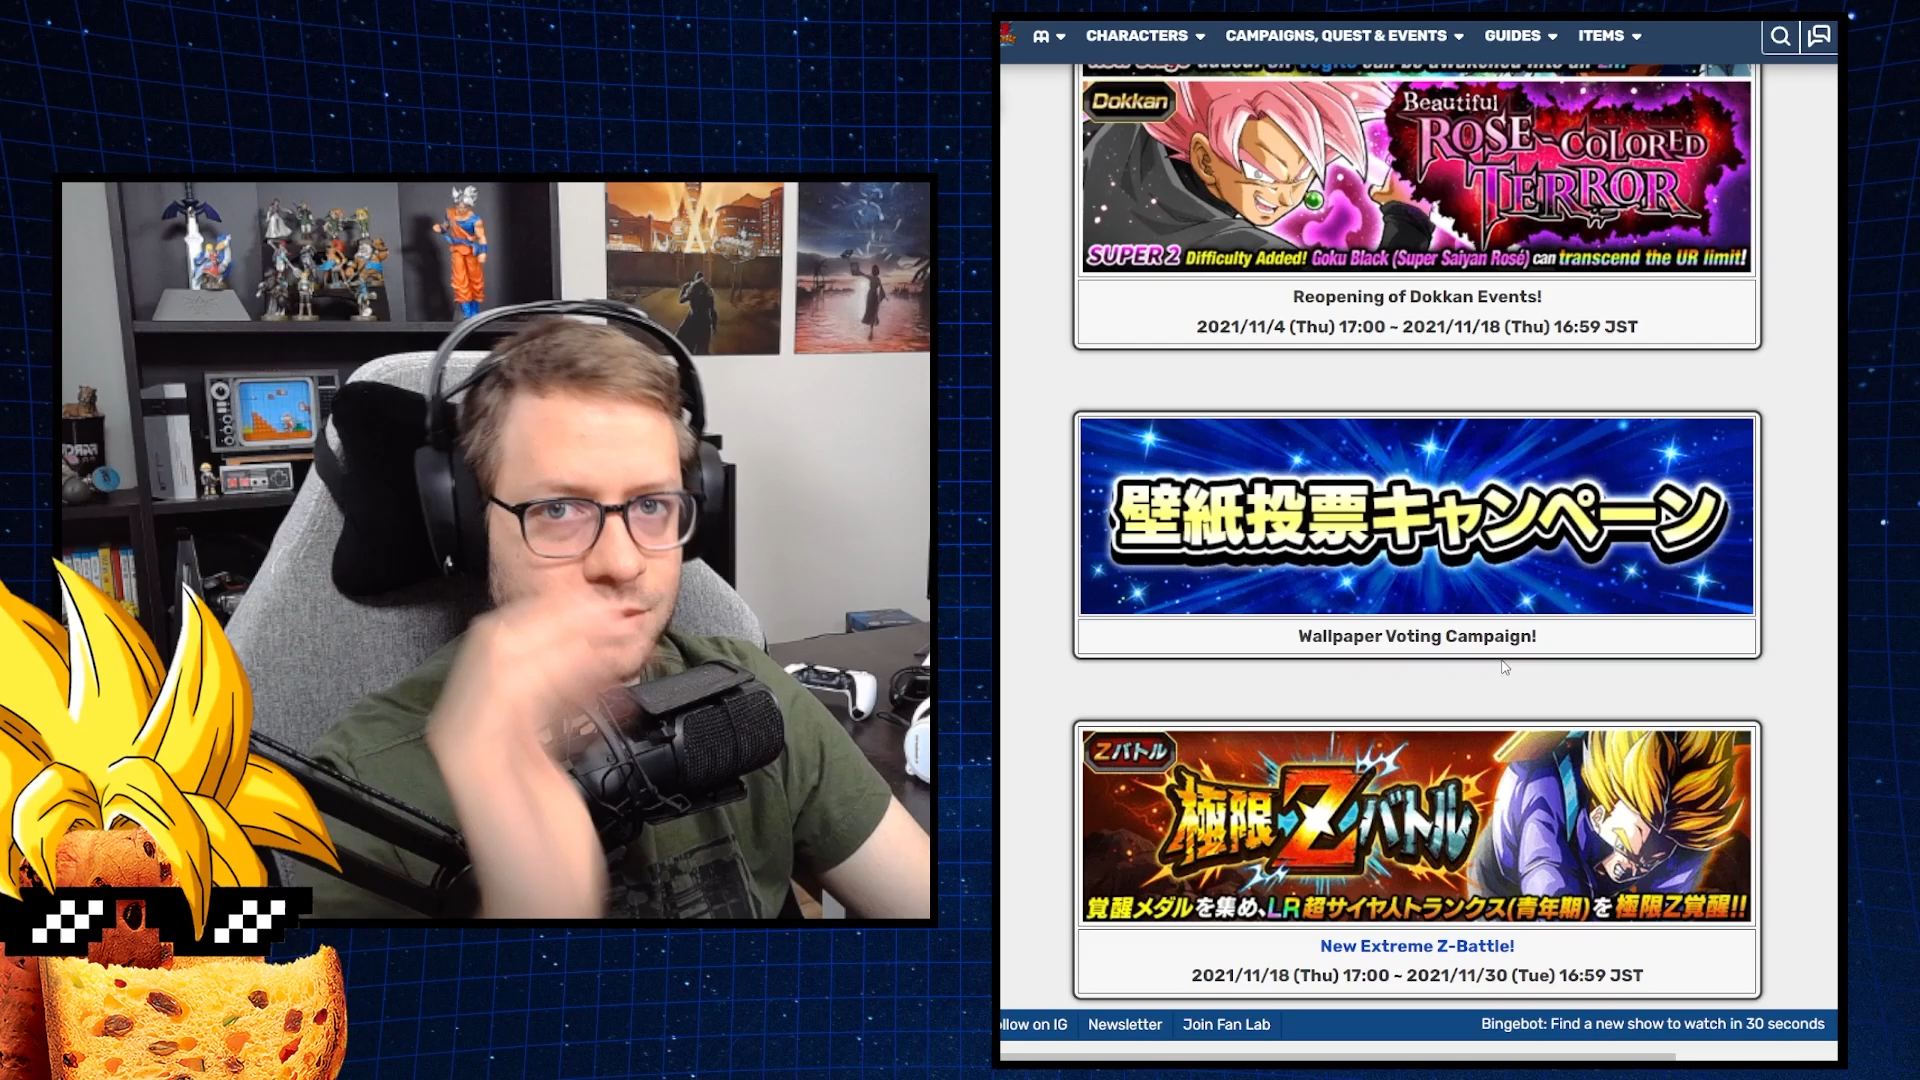 CHARACTERS
CAMPAIGNS, QUEST & EVENTS
GUIDES
ITEMS
Dokkan
Beautiful
ROSE-COLORED
TERROR
SUPER 2 Difficulty Added! Goku Black (Super Saiyan Rosé) can transcend the UR limit!
Reopening of Dokkan Events!
2021/11/4 (Thu) 17:00 ~ 2021/11/18 (Thu) 16:59 JST
壁紙投票キャンペーン
Wallpaper Voting Campaign!
Zバトル
極限Zバトル
覚醒メダルを集め、LR超サイヤ人トランクス(青年期)を極限Z覚醒!!
New Extreme Z-Battle!
2021/11/18 (Thu) 17:00 ~ 2021/11/30 (Tue) 16:59 JST
llow on IG
Newsletter
Join Fan Lab
Bingebot: Find a new show to watch in 30 seconds